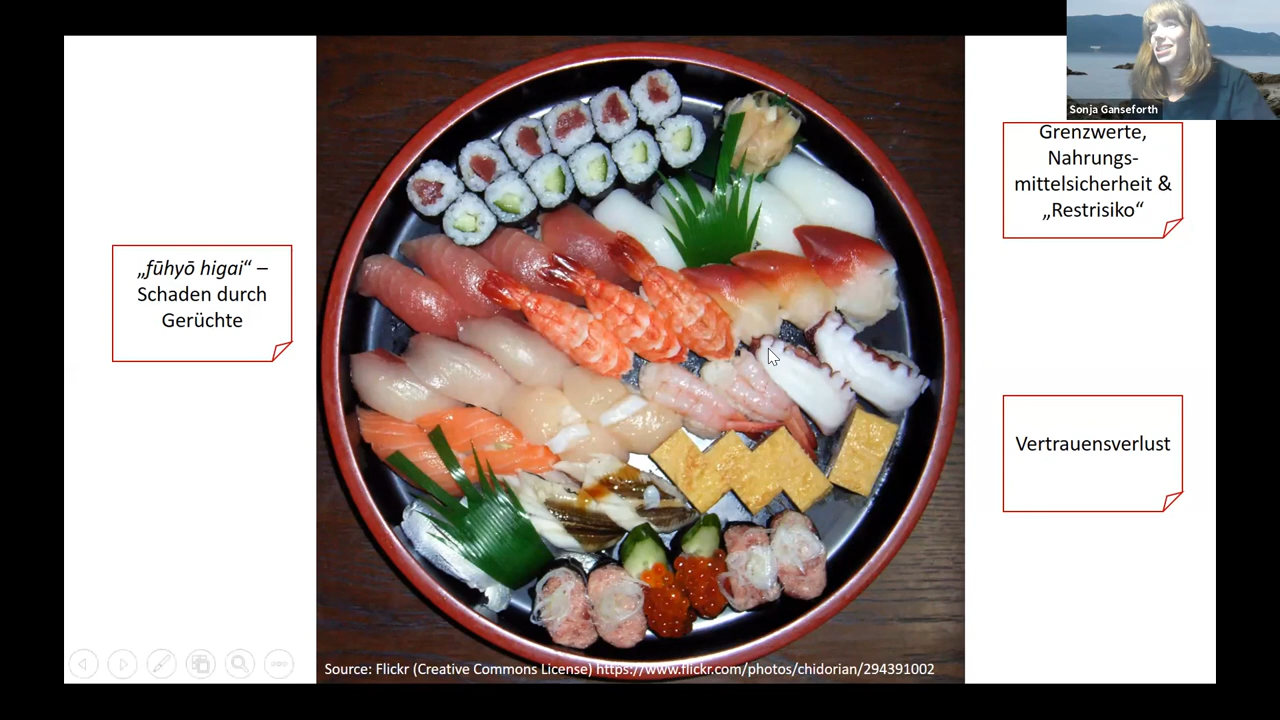 Sonja Ganseforth
„fūhyō higai“ –
Schaden durch
Gerüchte
Grenzwerte,
Nahrungs-
mittelsicherheit &
„Restrisiko“
Vertrauensverlust
Source: Flickr (Creative Commons License) https://www.flickr.com/photos/chidorian/294391002